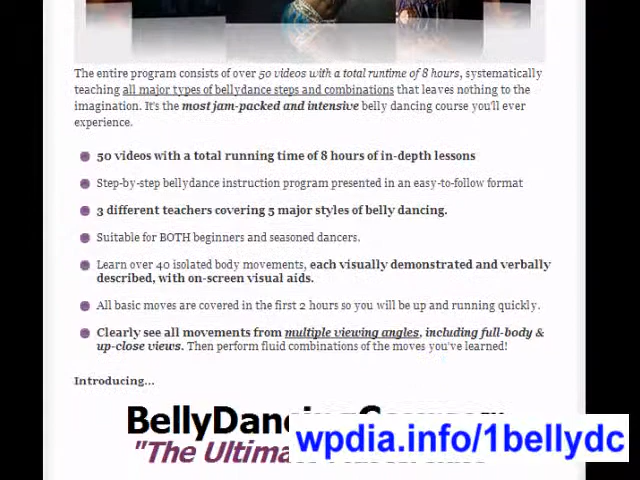 The entire program consists of over 50 videos with a total runtime of 8 hours, systematically
teaching all major types of bellydance steps and combinations that leaves nothing to the
imagination. It's the most jam-packed and intensive belly dancing course you'll ever
experience.
50 videos with a total running time of 8 hours of in-depth lessons
Step-by-step bellydance instruction program presented in an easy-to-follow format
3 different teachers covering 5 major styles of belly dancing.
Suitable for BOTH beginners and seasoned dancers.
Learn over 40 isolated body movements, each visually demonstrated and verbally
described, with on-screen visual aids.
All basic moves are covered in the first 2 hours so you will be up and running quickly.
Clearly see all movements from multiple viewing angles, including full-body &
up-close views. Then perform fluid combinations of the moves you've learned!
Introducing...
"The
wpdia.info/1bellydc